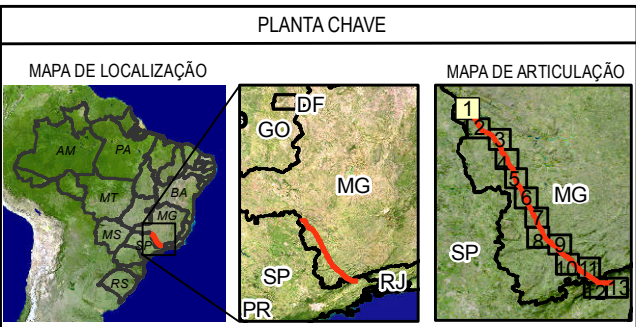 PLANTA CHAVE
MAPA DE LOCALIZAÇÃO
AM
PA
MT
BA
MG
MS
SP
RS
DF
GO
MG
SP
RJ
PR
MAPA DE ARTICULAÇÃO
1
2
3
4
5
6
7
8
9
10
11
12
13
MG
SP